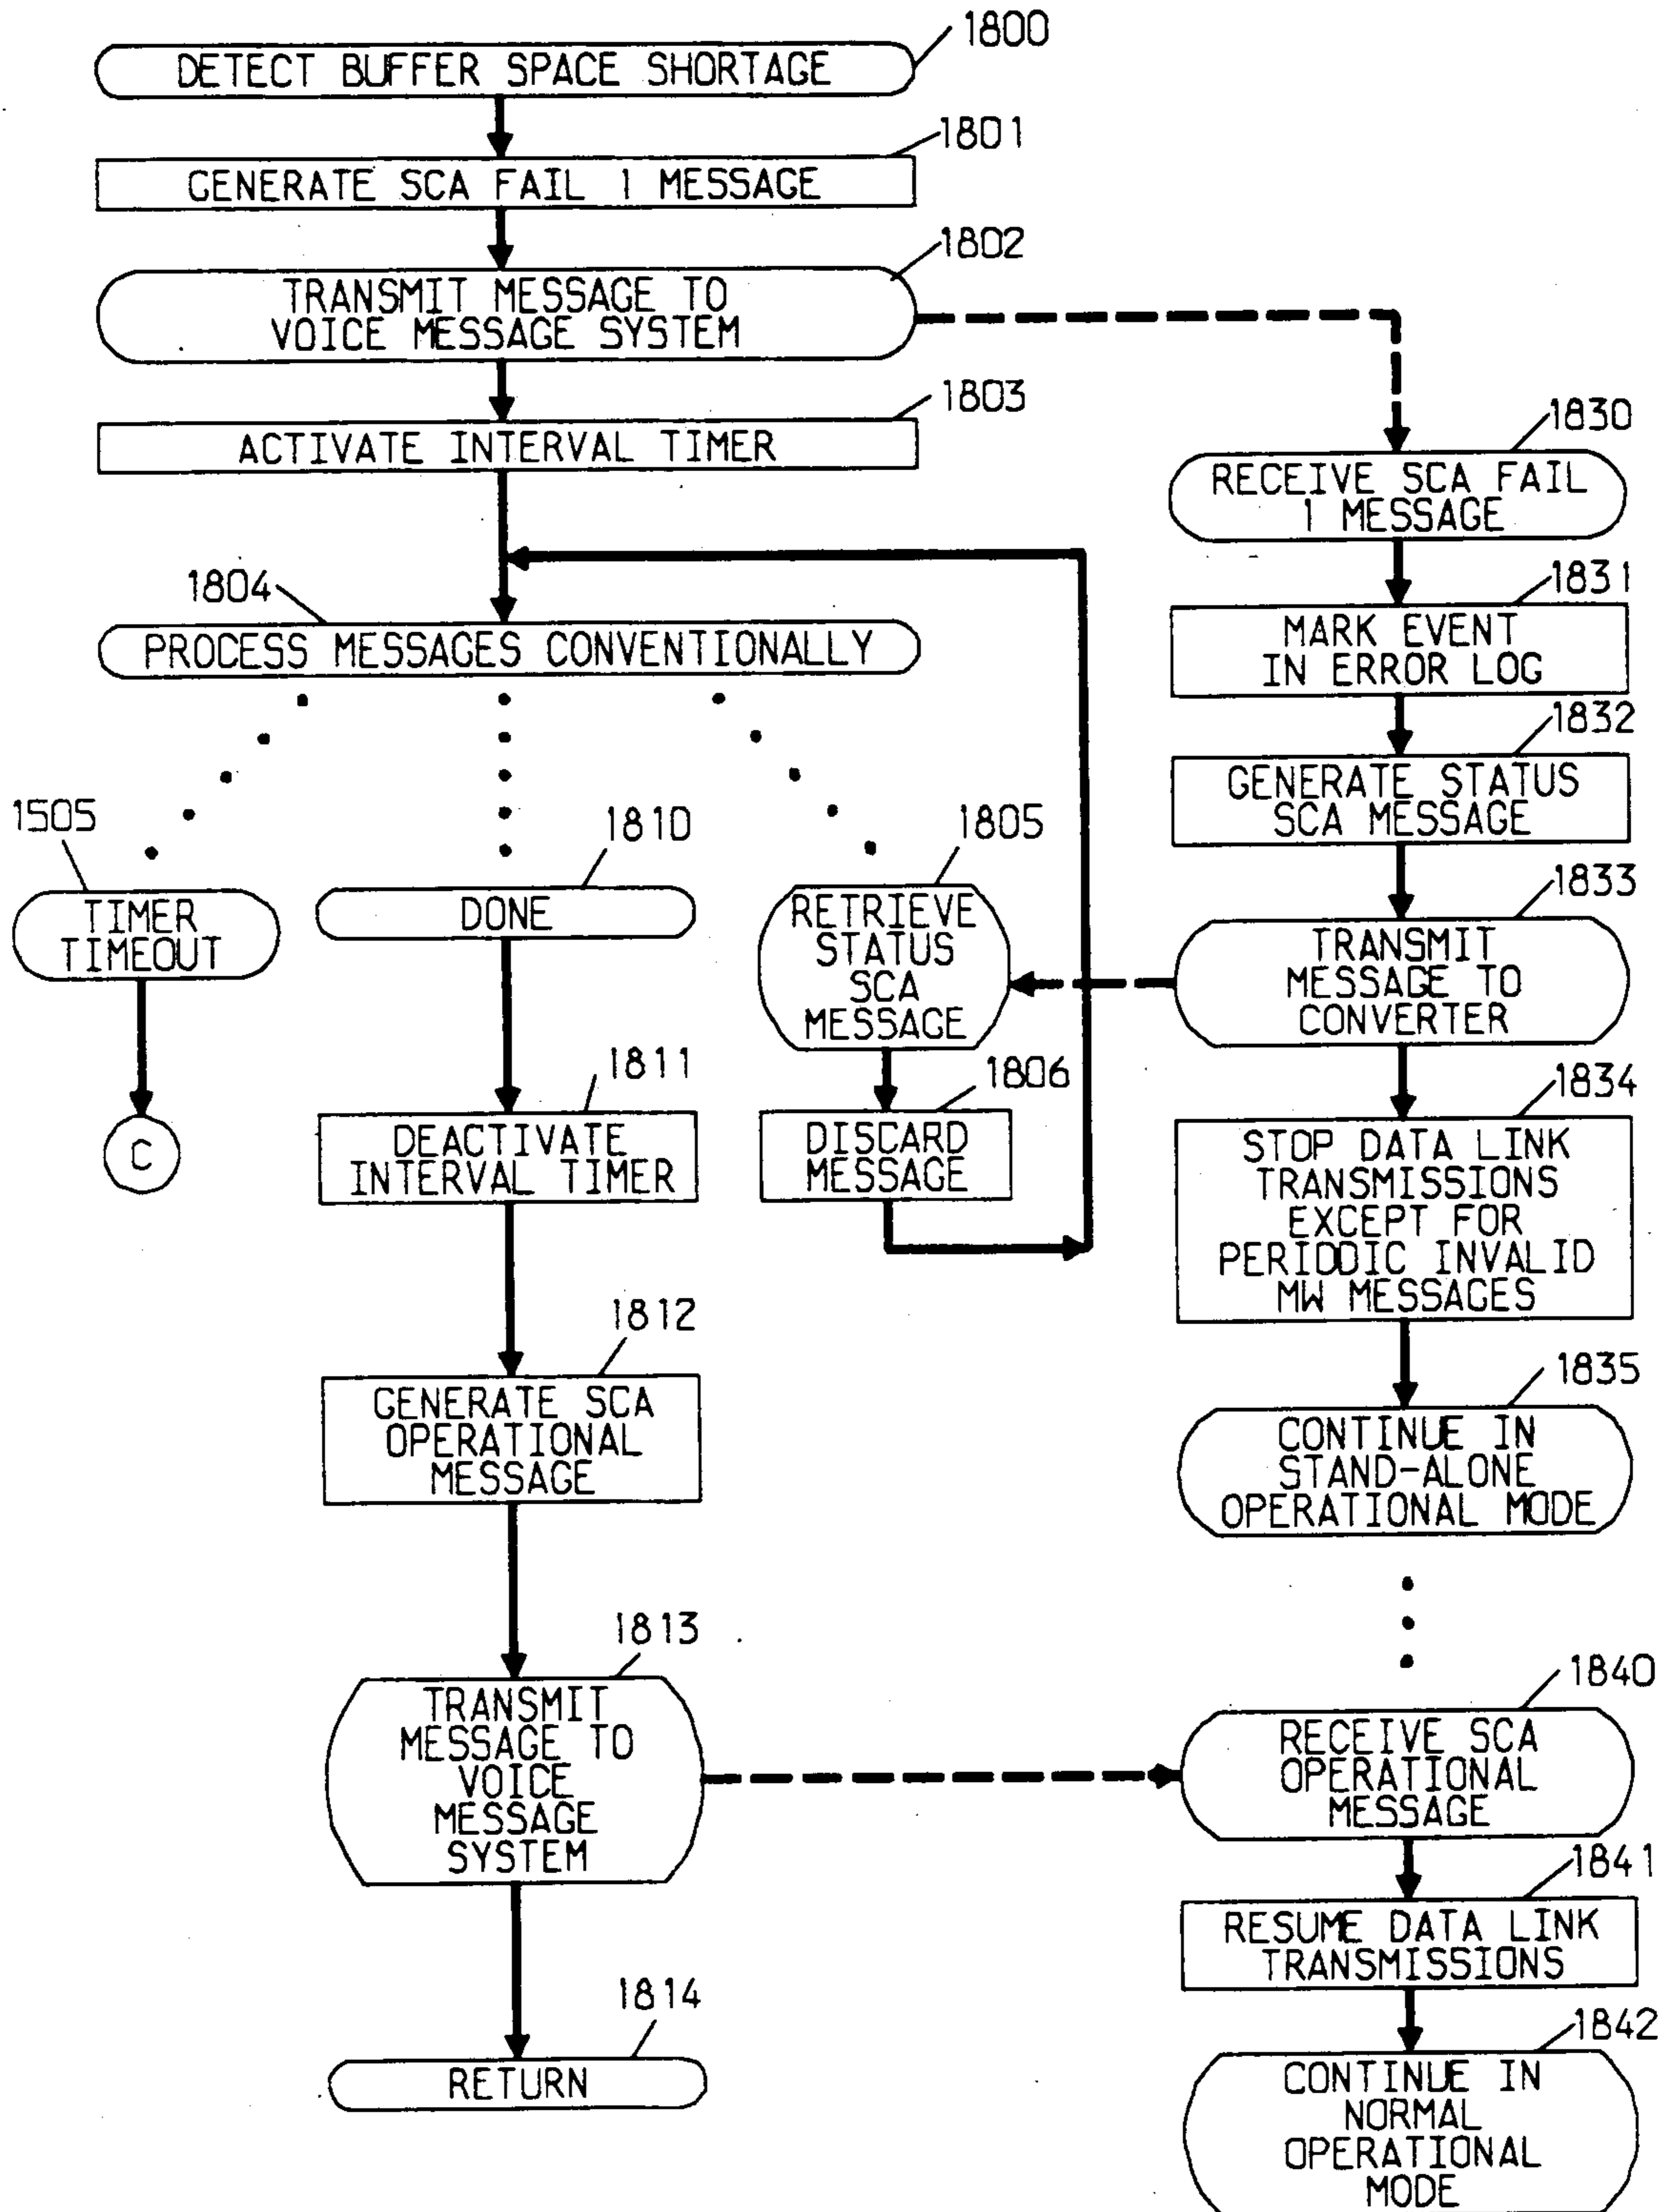 1800
DETECT BUFFER SPACE SHORTAGE
1801
GENERATE SCA FAIL 1 MESSAGE
1802
TRANSMIT MESSAGE TO
VOICE MESSAGE SYSTEM
1803
ACTIVATE INTERVAL TIMER
1804
PROCESS MESSAGES CONVENTIONALLY
1505
TIMER
TIMEOUT
C
1810
DONE
1811
DEACTIVATE
INTERVAL TIMER
1812
GENERATE SCA
OPERATIONAL
MESSAGE
1813
TRANSMIT
MESSAGE TO
VOICE
MESSAGE
SYSTEM
1814
RETURN
1805
RETRIEVE
STATUS
SCA
MESSAGE
1806
DISCARD
MESSAGE
1830
RECEIVE SCA FAIL
1 MESSAGE
1831
MARK EVENT
IN ERROR LOG
1832
GENERATE STATUS
SCA MESSAGE
1833
TRANSMIT
MESSAGE TO
CONVERTER
1834
STOP DATA LINK
TRANSMISSIONS
EXCEPT FOR
PERIODIC INVALID
MW MESSAGES
1835
CONTINUE IN
STAND-ALONE
OPERATIONAL MODE
1840
RECEIVE SCA
OPERATIONAL
MESSAGE
1841
RESUME DATA LINK
TRANSMISSIONS
1842
CONTINUE IN
NORMAL
OPERATIONAL
MODE